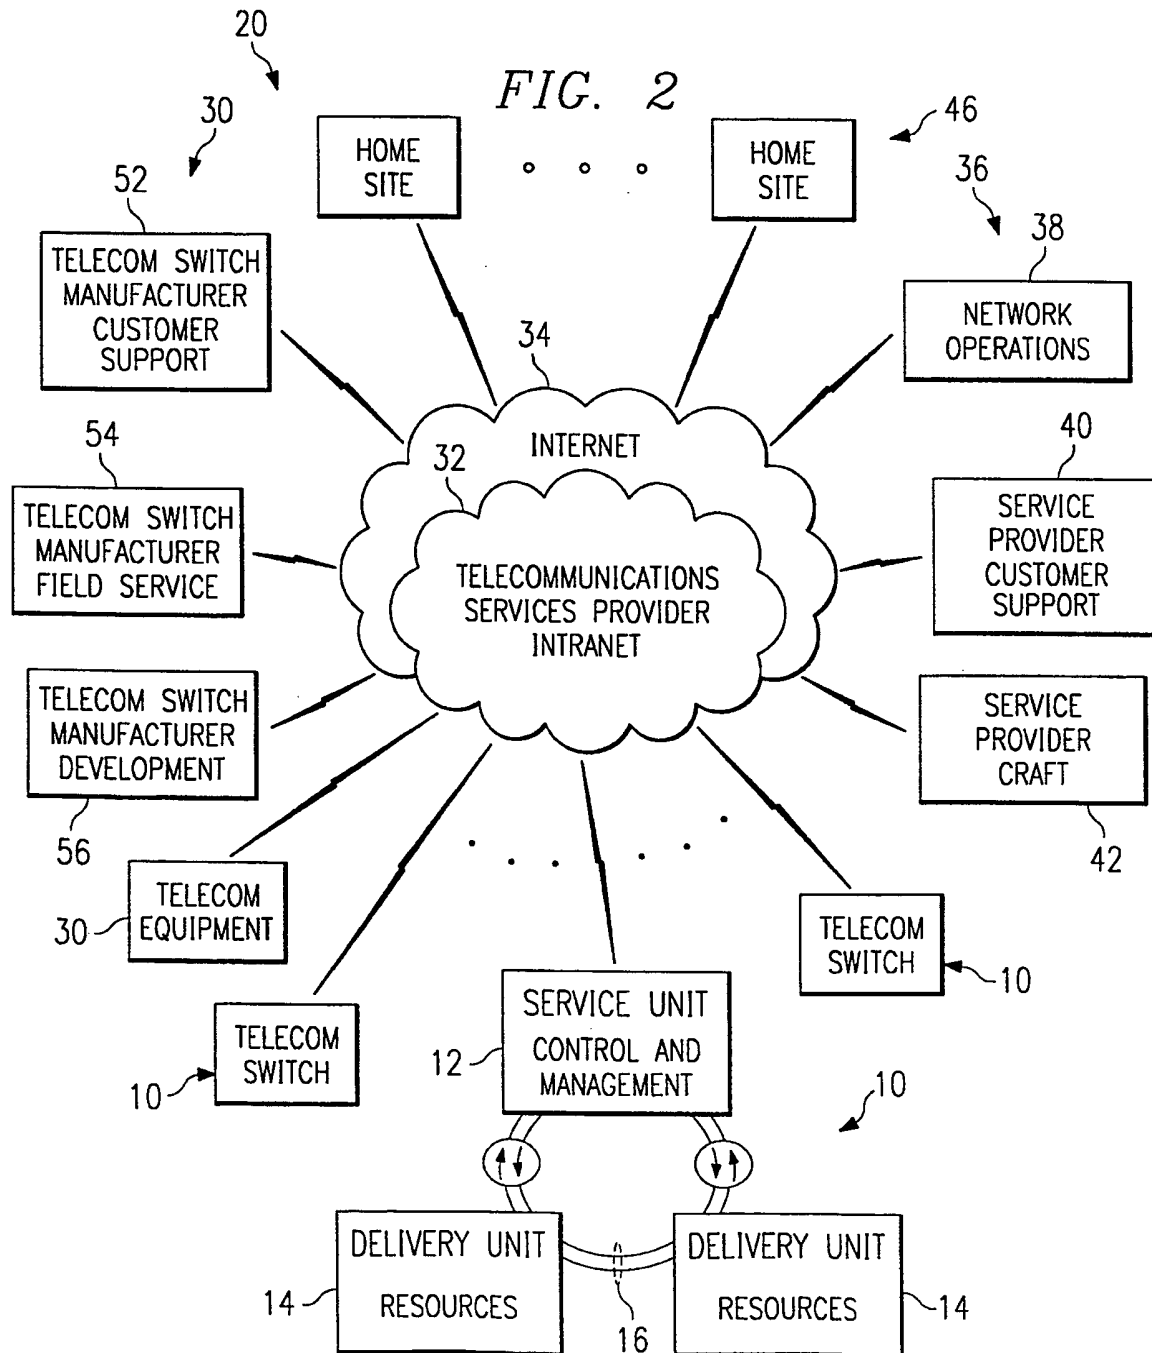 20
FIG. 2
30
46
HOME
SITE
HOME
SITE
36
52
38
TELECOM SWITCH
MANUFACTURER
CUSTOMER
SUPPORT
NETWORK
OPERATIONS
34
INTERNET
54
32
40
TELECOM SWITCH
MANUFACTURER
FIELD SERVICE
SERVICE
PROVIDER
CUSTOMER
SUPPORT
TELECOMMUNICATIONS
SERVICES PROVIDER
INTRANET
TELECOM SWITCH
MANUFACTURER
DEVELOPMENT
SERVICE
PROVIDER
CRAFT
56
42
TELECOM
EQUIPMENT
30
TELECOM
SWITCH
10
SERVICE UNIT
CONTROL AND
MANAGEMENT
12
TELECOM
SWITCH
10
10
DELIVERY UNIT
RESOURCES
14
DELIVERY UNIT
RESOURCES
14
16